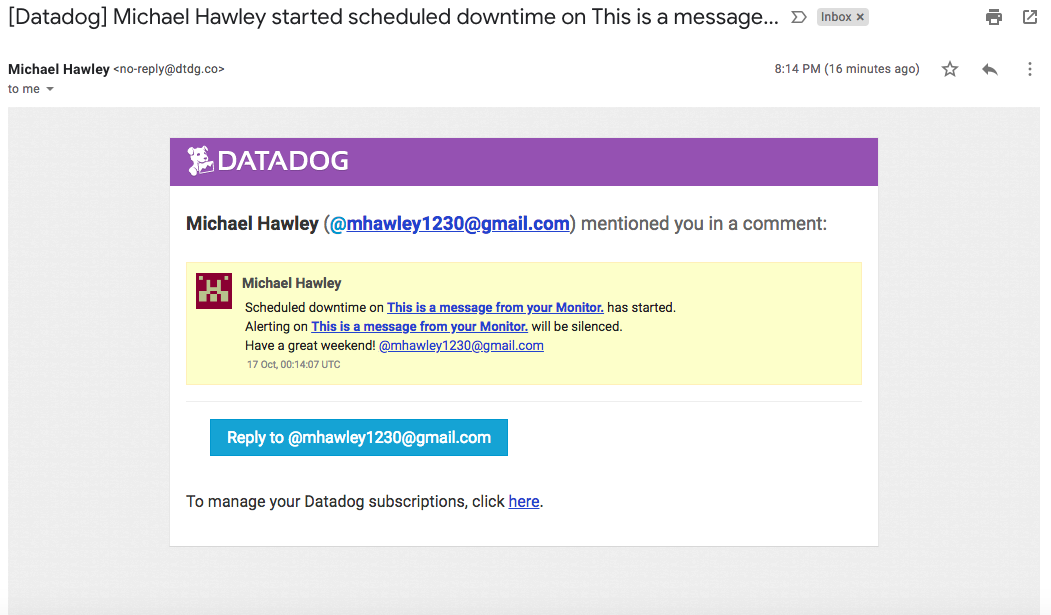 [Datadog] Michael Hawley started scheduled downtime on This is a message... Inbox ×
Michael Hawley <no-reply@dtdg.co> 8:14 PM (16 minutes ago)
to me
DATADOG
Michael Hawley (@mhawley1230@gmail.com) mentioned you in a comment:
Michael Hawley
Scheduled downtime on This is a message from your Monitor. has started.
Alerting on This is a message from your Monitor. will be silenced.
Have a great weekend! @mhawley1230@gmail.com
17 Oct, 00:14:07 UTC
Reply to @mhawley1230@gmail.com
To manage your Datadog subscriptions, click here.